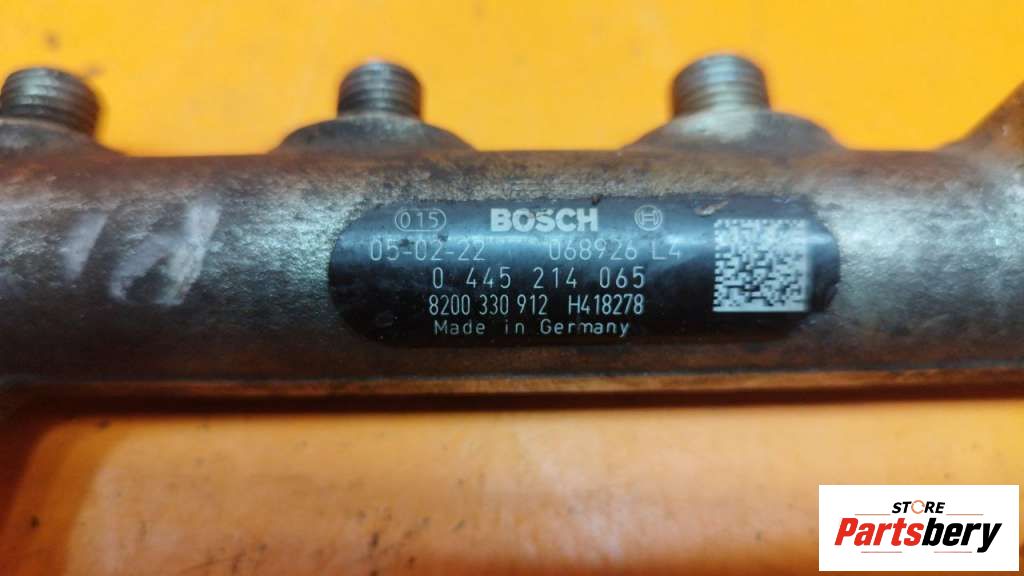 015 BOSCH
05-02-22 068926 L4
0 445 214 065
8200 330 912 H418278
Made in Germany
STORE
Partsbery